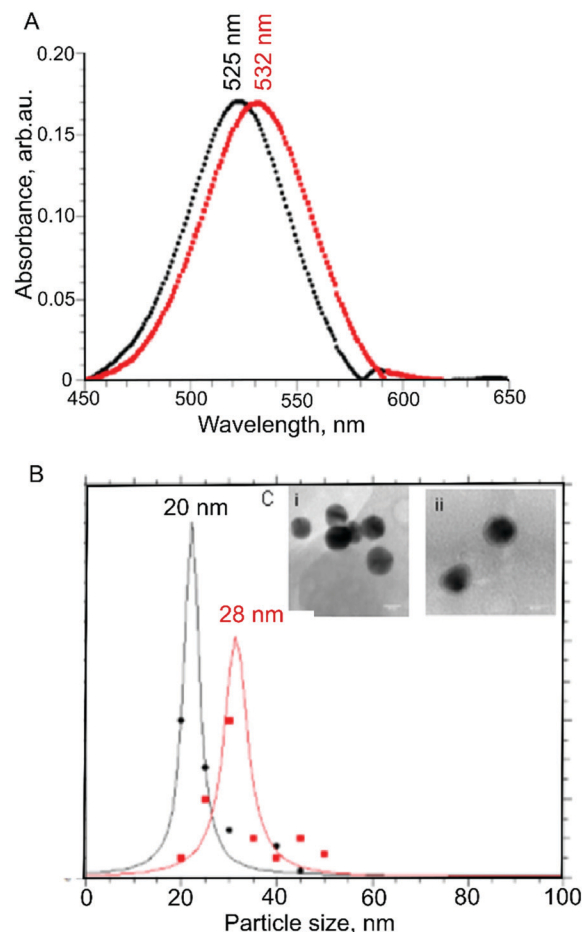 A
525 nm
532 nm
0.20
0.15
0.10
0.05
0
Absorbance, arb.au.
450
500
550
600
650
Wavelength, nm
B
20 nm
28 nm
C
i
ii
0
20
40
60
80
100
Particle size, nm